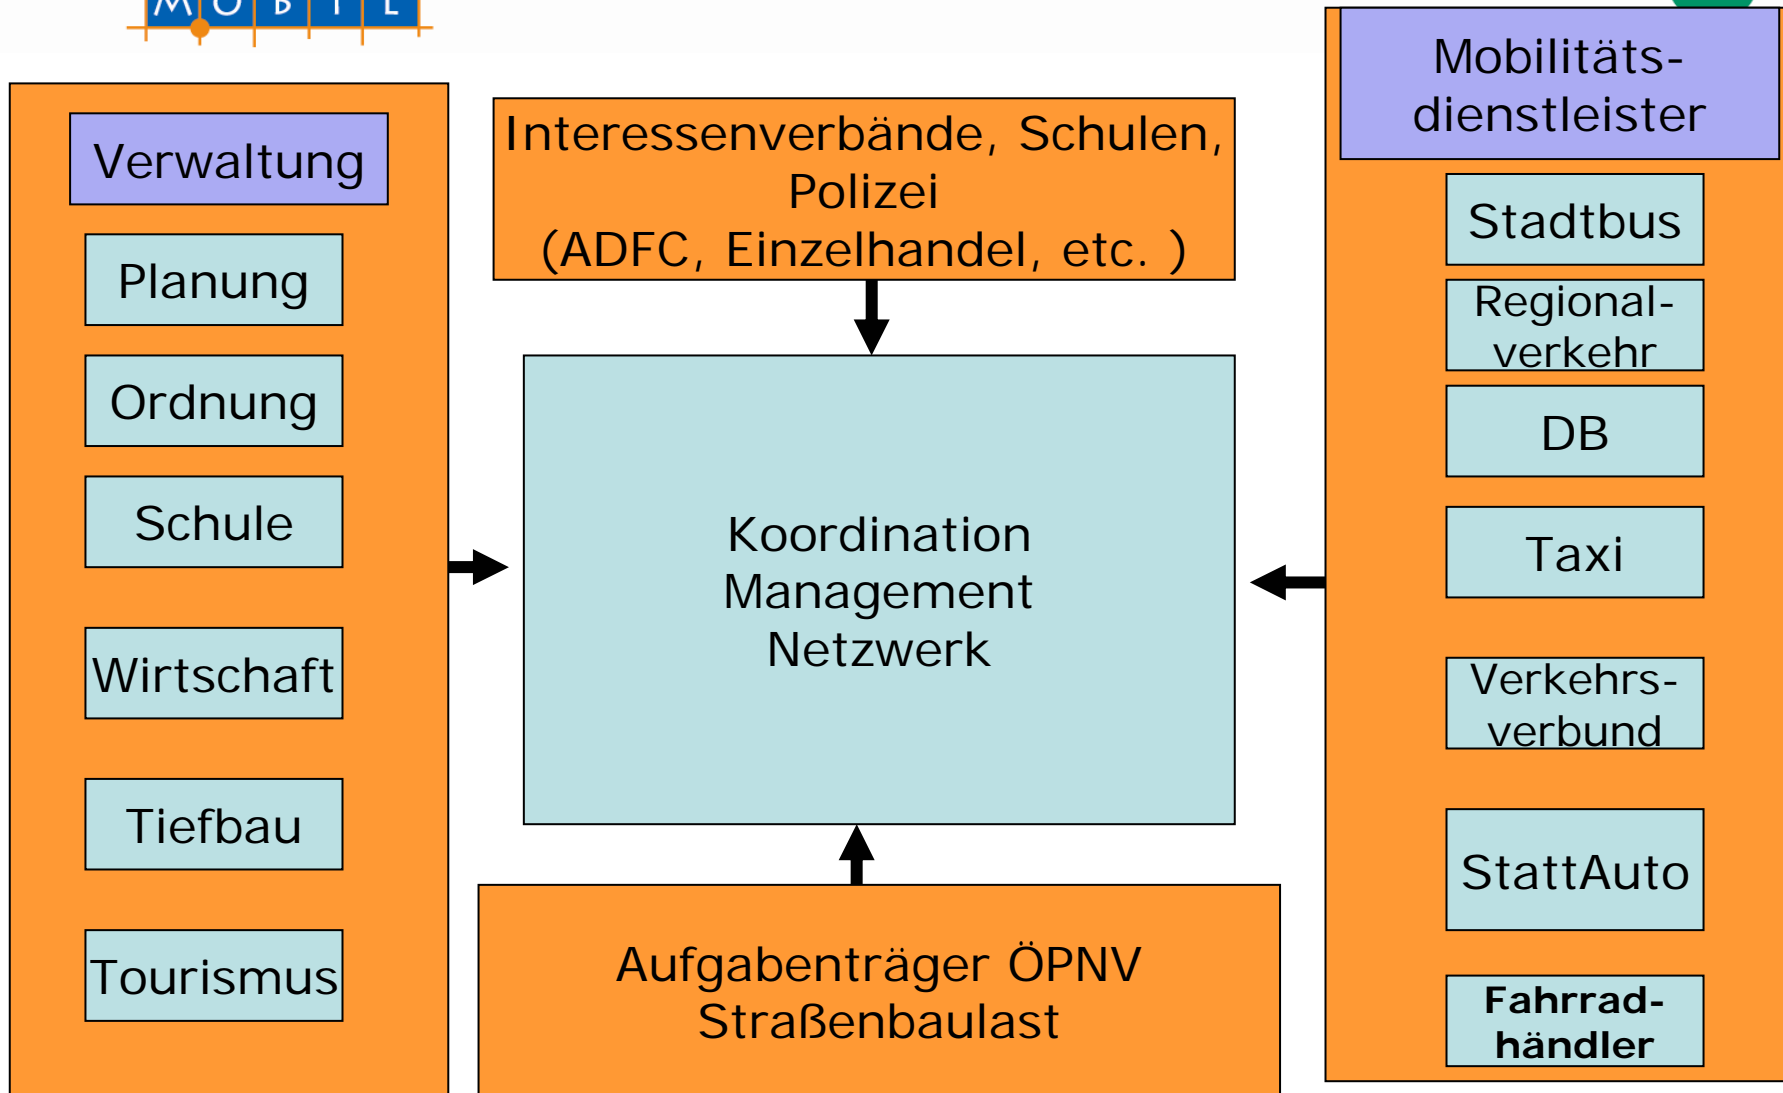 MOBIL
Verwaltung
Planung
Ordnung
Schule
Wirtschaft
Tiefbau
Tourismus
Interessenverbände, Schulen,
Polizei
(ADFC, Einzelhandel, etc. )
Koordination
Management
Netzwerk
Aufgabenträger ÖPNV
Straßenbaulast
Mobilitäts-
dienstleister
Stadtbus
Regional-
verkehr
DB
Taxi
Verkehrs-
verbund
StattAuto
Fahrrad-
händler